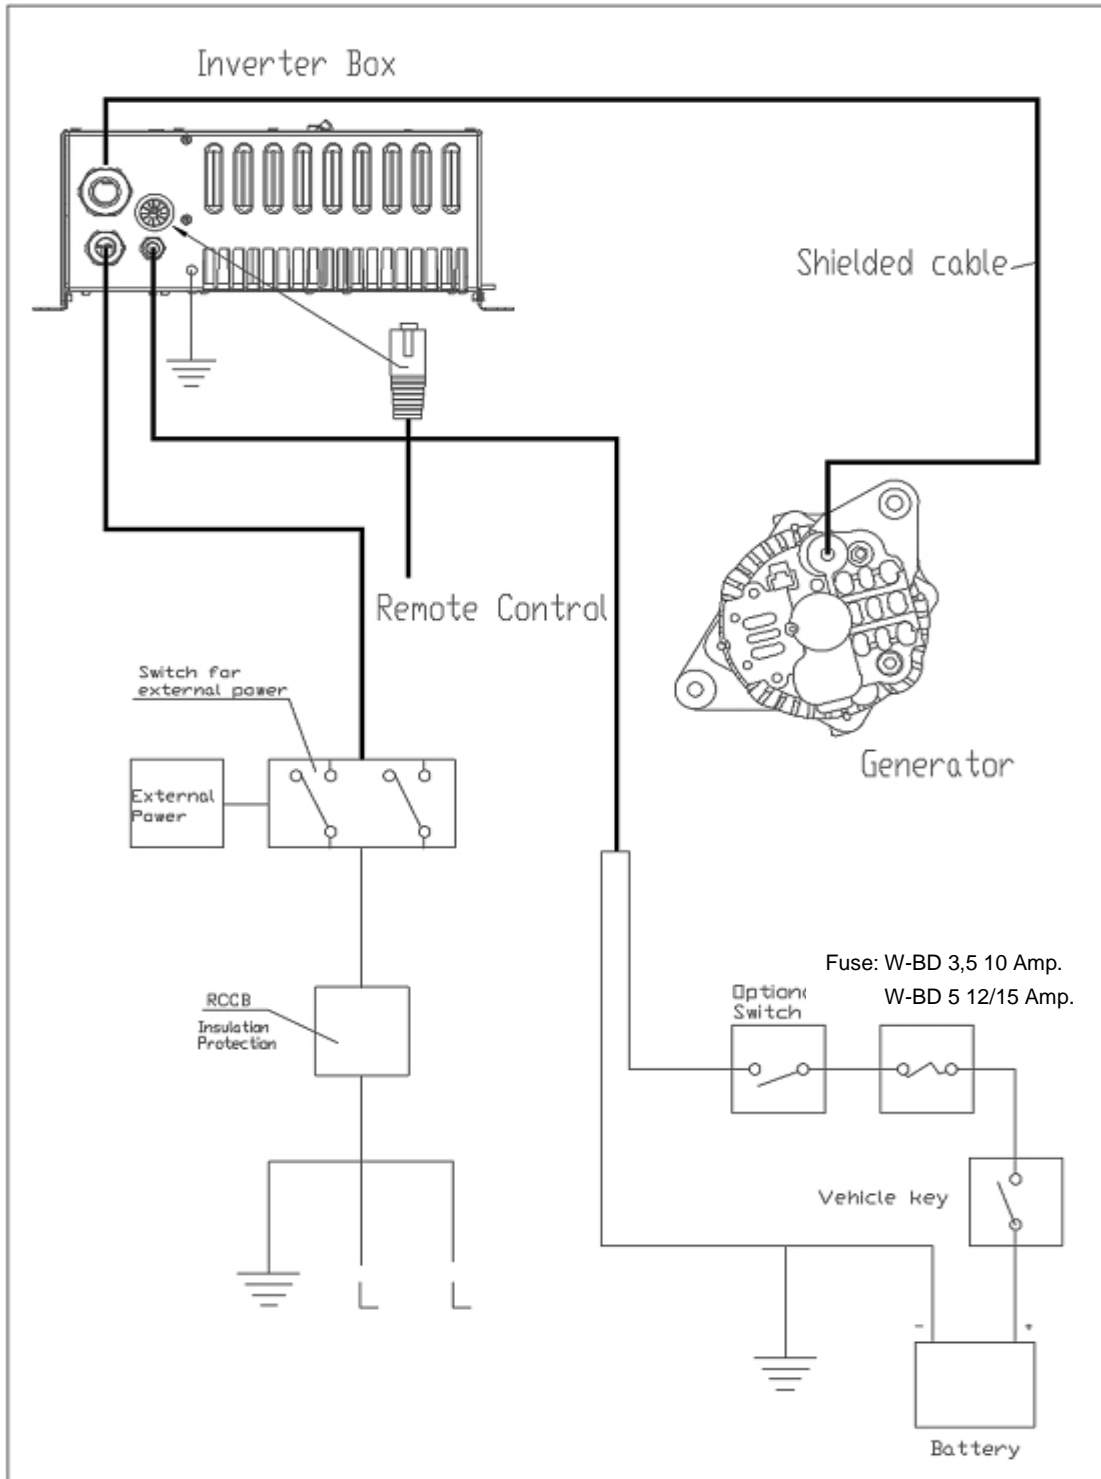 Inverter Box
Shielded cable
Remote Control
Switch for
external power
Generator
External
Power
Fuse: W-BD 3,5 10 Amp.
W-BD 5 12/15 Amp.
Switch
RCCB
Insulation
Protection
Vehicle key
L
L
- +
Battery